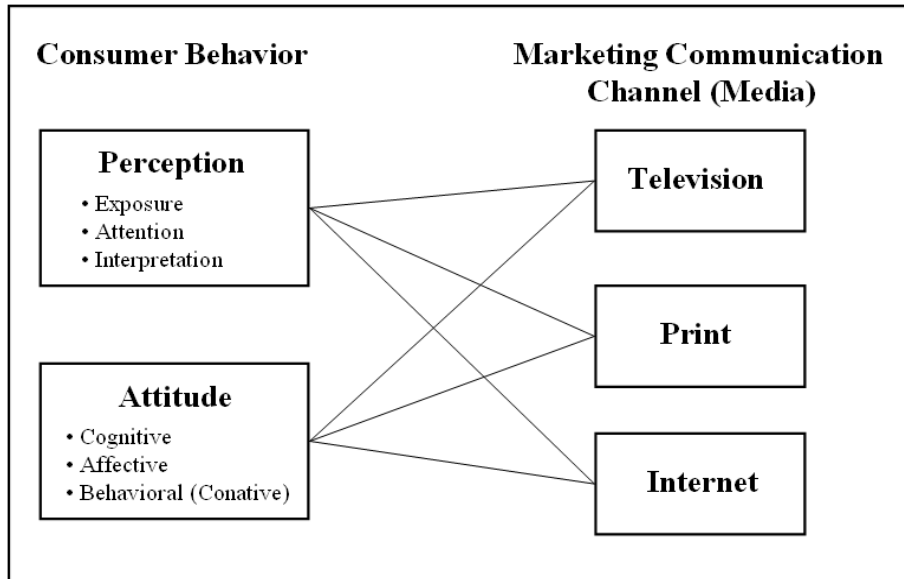 Consumer Behavior
Marketing Communication
Channel (Media)
Perception
• Exposure
• Attention
• Interpretation
Attitude
• Cognitive
• Affective
• Behavioral (Conative)
Television
Print
Internet